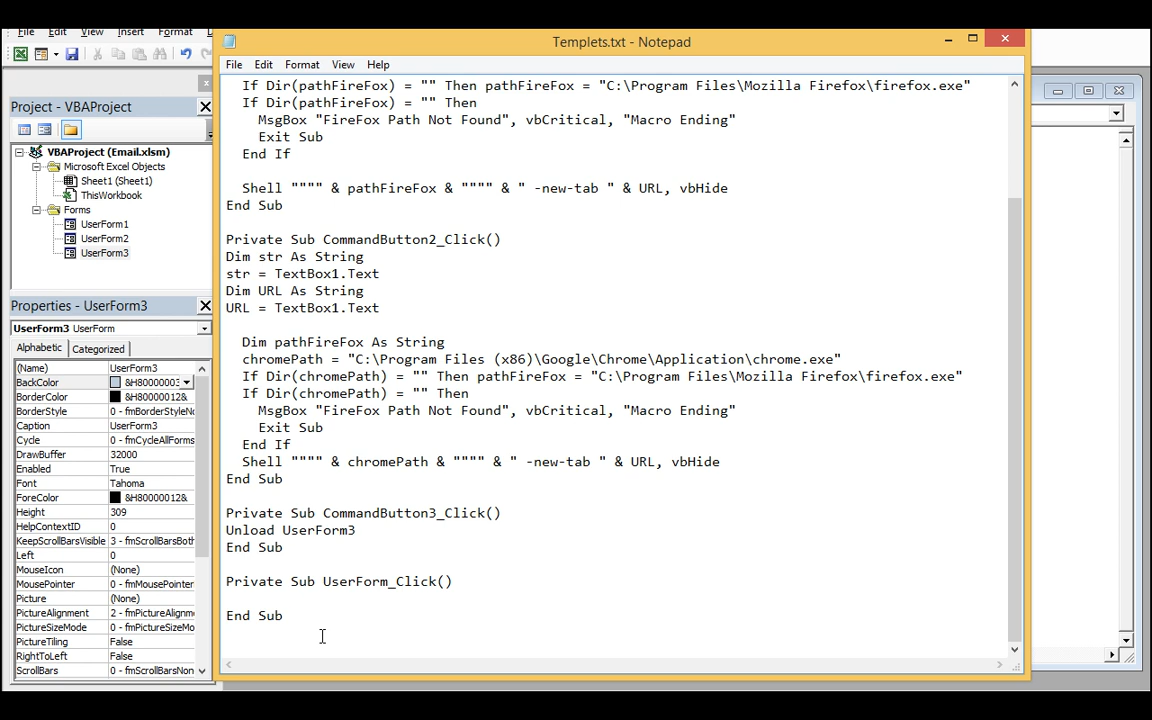 File Edit View Insert Format
Project - VBAProject
VBAProject (Email.xlsm)
Microsoft Excel Objects
Sheet1 (Sheet1)
ThisWorkbook
Forms
UserForm1
UserForm2
UserForm3
Properties - UserForm3
UserForm3 UserForm
Alphabetic Categorized
(Name) UserForm3
BackColor &H8000000
BorderColor &H80000012&
BorderStyle 0 - fmBorderStyleNo
Caption UserForm3
Cycle 0 - fmCycleAllForms
DrawBuffer 32000
Enabled True
Font Tahoma
ForeColor &H80000012&
Height 309
HelpContextID 0
KeepScrollBarsVisible 3 - fmScrollBarsBoth
Left 0
MouseIcon (None)
MousePointer 0 - fmMousePointer
Picture (None)
PictureAlignment 2 - fmPictureAlignm
PictureSizeMode 0 - fmPictureSizeMo
PictureTiling False
RightToLeft False
ScrollBars 0 - fmScrollBarsNon
Templets.txt - Notepad
File Edit Format View Help
If Dir(pathFireFox) = "" Then pathFireFox = "C:\Program Files\Mozilla Firefox\firefox.exe"
If Dir(pathFireFox) = "" Then
MsgBox "FireFox Path Not Found", vbCritical, "Macro Ending"
Exit Sub
End If
Shell """" & pathFireFox & """" & " -new-tab " & URL, vbHide
End Sub
Private Sub CommandButton2_Click()
Dim str As String
str = TextBox1.Text
Dim URL As String
URL = TextBox1.Text
Dim pathFireFox As String
chromePath = "C:\Program Files (x86)\Google\Chrome\Application\chrome.exe"
If Dir(chromePath) = "" Then pathFireFox = "C:\Program Files\Mozilla Firefox\firefox.exe"
If Dir(chromePath) = "" Then
MsgBox "FireFox Path Not Found", vbCritical, "Macro Ending"
Exit Sub
End If
Shell """" & chromePath & """" & " -new-tab " & URL, vbHide
End Sub
Private Sub CommandButton3_Click()
Unload UserForm3
End Sub
Private Sub UserForm_Click()
End Sub